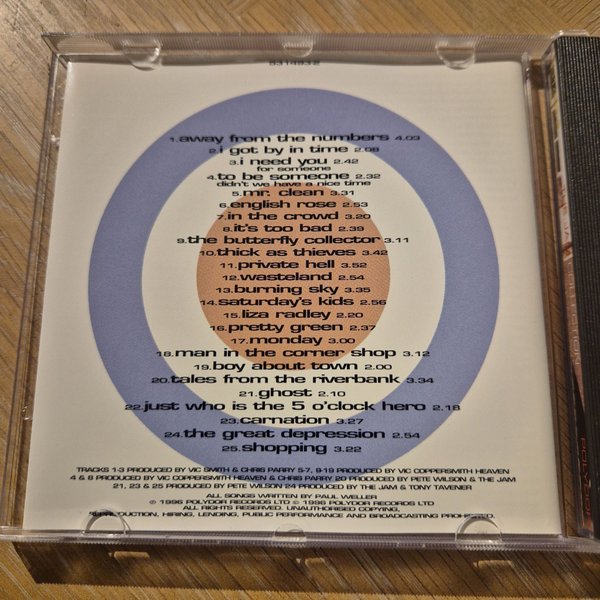 531493-2
1.away from the numbers 4.03
2.i got by in time 2.08
3.i need you 2.42
for someone
4.to be someone 2.32
didn't we have a nice time
5.mr. clean 3.31
6.english rose 2.53
7.in the crowd 3.20
8.it's too bad 2.39
9.the butterfly collector 3.11
10.thick as thieves 3.42
11.private hell 3.52
12.wasteland 2.54
13.burning sky 3.35
14.saturday's kids 2.56
15.liza radley 2.20
16.pretty green 2.37
17.monday 3.00
18.man in the corner shop 3.12
19.boy about town 2.00
20.tales from the riverbank 3.34
21.ghost 2.10
22.just who is the 5 o'clock hero 2.18
23.carnation 3.27
24.the great depression 2.54
25.shopping 3.22
TRACKS 1-3 PRODUCED BY VIC SMITH & CHRIS PARRY 5-7, 9-19 PRODUCED BY VIC COPPERSMITH HEAVEN
4 & 8 PRODUCED BY VIC COPPERSMITH HEAVEN & CHRIS PARRY 20 PRODUCED BY PETE WILSON & THE JAM
21, 23 & 25 PRODUCED BY PETE WILSON 24 PRODUCED BY THE JAM & TONY TAVENER
ALL SONGS WRITTEN BY PAUL WELLER
℗ 1996 POLYDOR RECORDS LTD © 1996 POLYDOR RECORDS LTD
ALL RIGHTS RESERVED. UNAUTHORISED COPYING,
REPRODUCTION, HIRING, LENDING, PUBLIC PERFORMANCE AND BROADCASTING PROHIBITED.